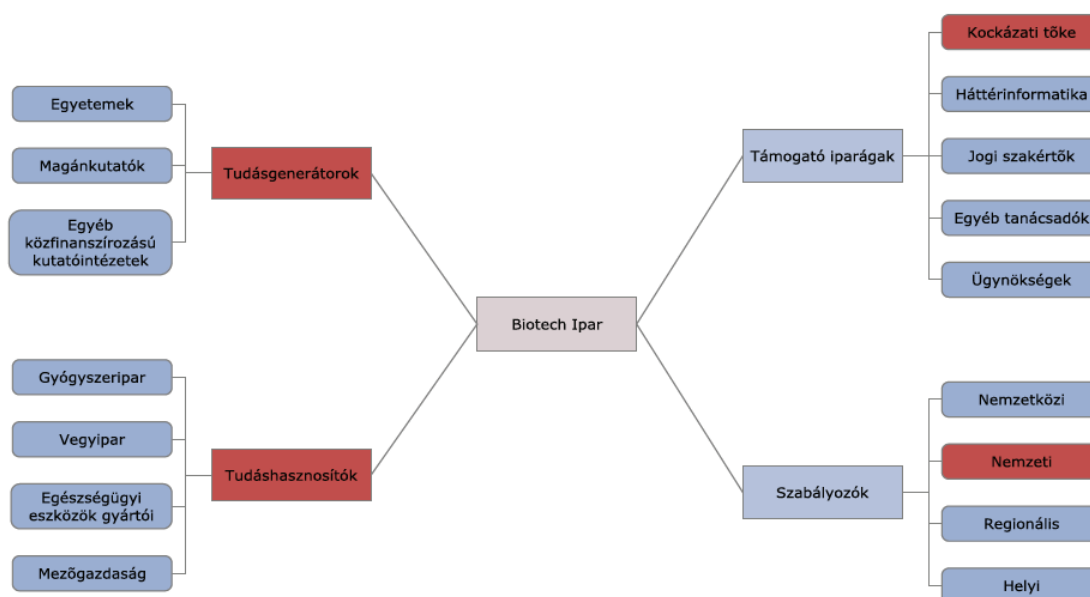 Egyetemek
Magánkutatók
Egyéb
közfinanszírozású
kutatóintézetek
Tudásgenerátorok
Gyógyszeripar
Vegyipar
Egészségügyi
eszközök gyártói
Mezõgazdaság
Tudáshasznosítók
Biotech Ipar
Támogató iparágak
Kockázati tõke
Háttérinformatika
Jogi szakértõk
Egyéb tanácsadók
Ügynökségek
Szabályozók
Nemzetközi
Nemzeti
Regionális
Helyi